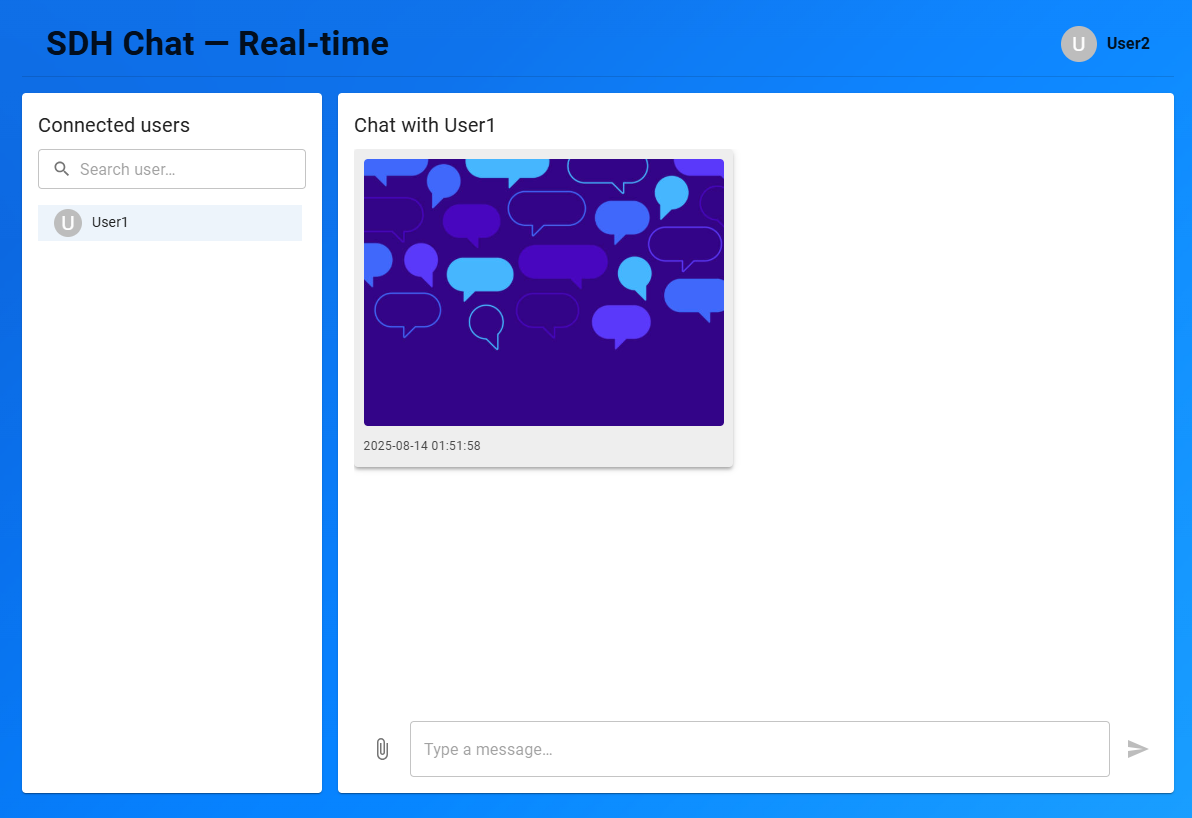 SDH Chat — Real-time
U
User2
Connected users
Search user...
U
User1
Chat with User1
2025-08-14 01:51:58
Type a message...